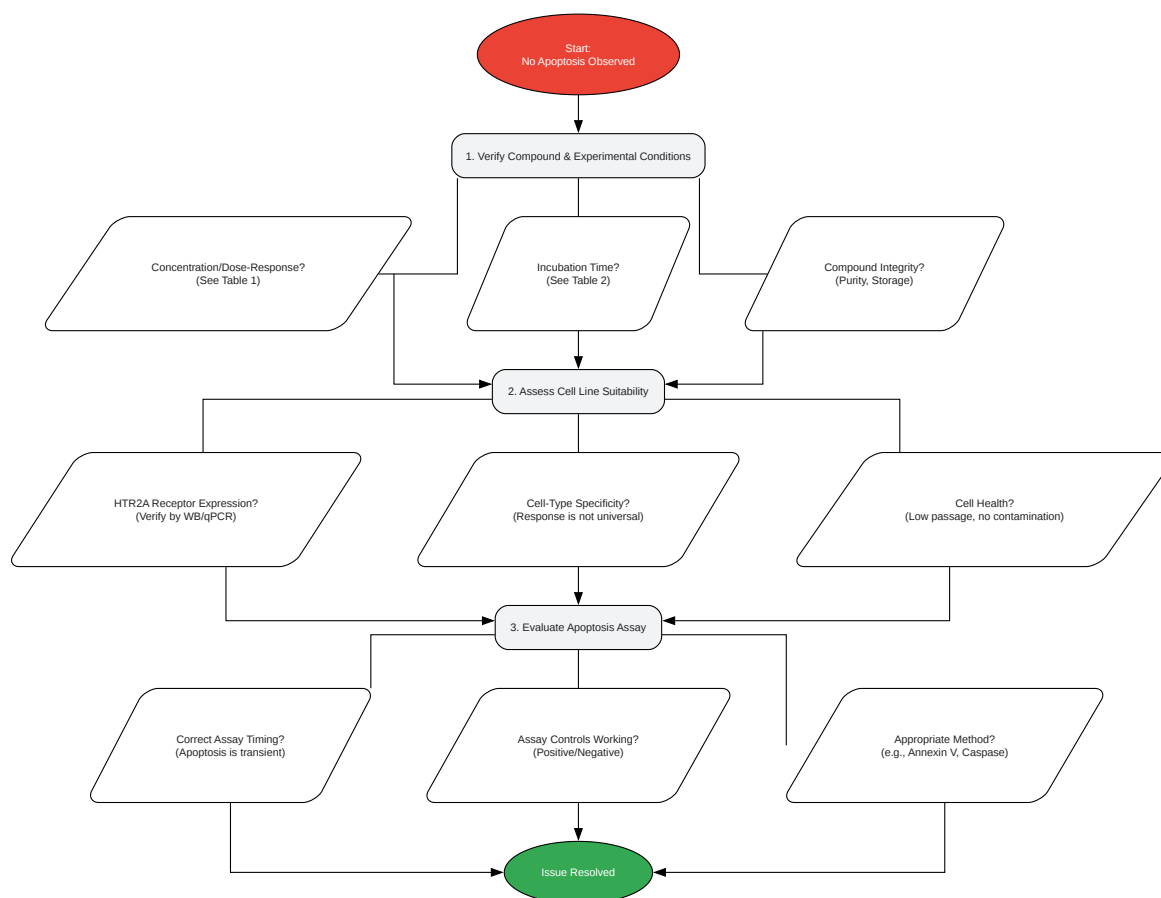 Start:
No Apoptosis Observed
1. Verify Compound & Experimental Conditions
Concentration/Dose-Response?
(See Table 1)
Incubation Time?
(See Table 2)
Compound Integrity?
(Purity, Storage)
2. Assess Cell Line Suitability
HTR2A Receptor Expression?
(Verify by WB/qPCR)
Cell-Type Specificity?
(Response is not universal)
Cell Health?
(Low passage, no contamination)
3. Evaluate Apoptosis Assay
Correct Assay Timing?
(Apoptosis is transient)
Assay Controls Working?
(Positive/Negative)
Appropriate Method?
(e.g., Annexin V, Caspase)
Issue Resolved